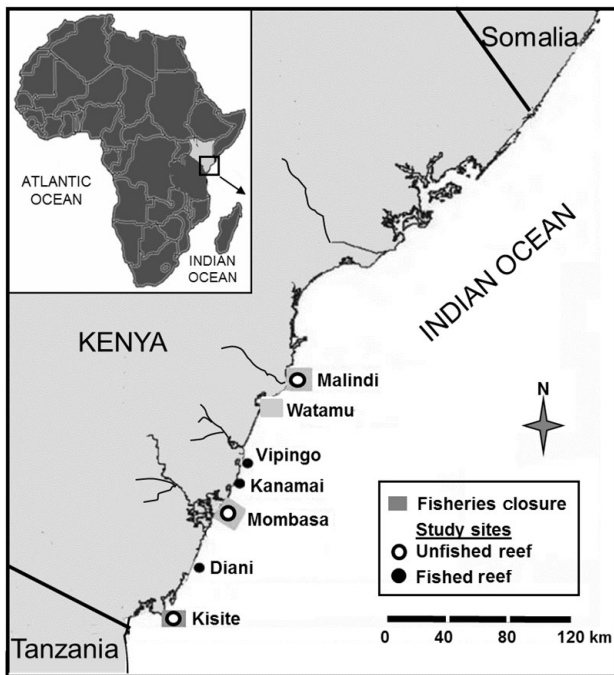 Somalia
ATLANTIC
OCEAN
INDIAN
OCEAN
INDIAN OCEAN
KENYA
Malindi
Watamu
N
Vipingo
Kanamai
Mombasa
Diani
Kisite
Tanzania
Fisheries closure
Study sites
Unfished reef
Fished reef
0 40 80 120 km